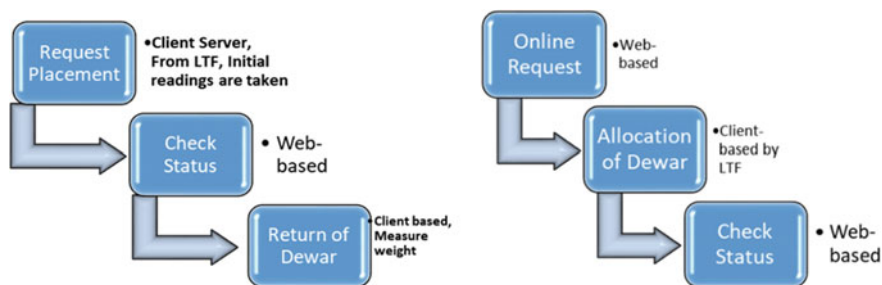 Request
Placement
•Client Server,
From LTF, Initial
readings are taken
Check
Status
• Web-
based
Return of
Dewar
•Client based,
Measure
weight
Online
Request
•Web-
based
Allocation
of Dewar
•Client-
based by
LTF
Check
Status
• Web-
based